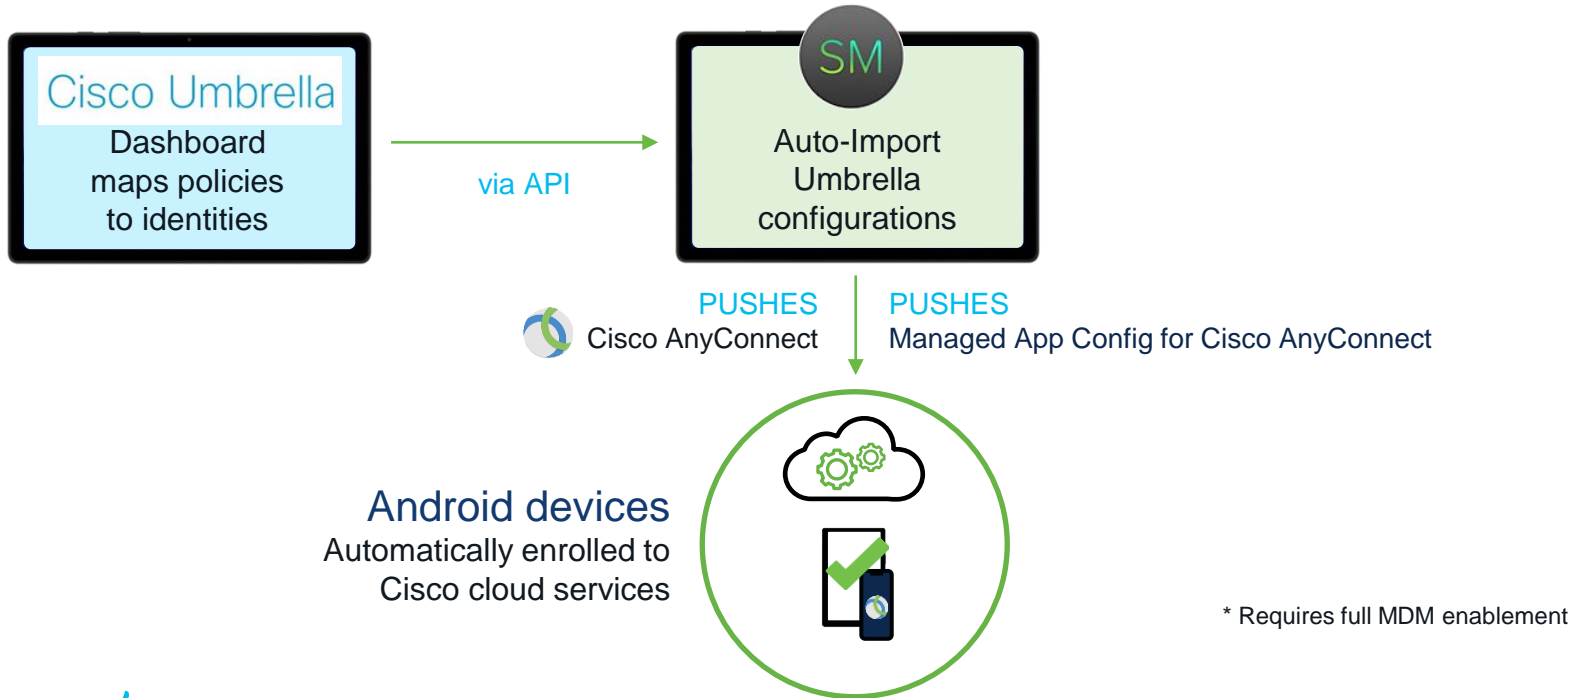 Cisco Umbrella
Dashboard
maps policies
to identities
via API
SM
Auto-Import
Umbrella
configurations
PUSHES
Cisco AnyConnect
PUSHES
Managed App Config for Cisco AnyConnect
Android devices
Automatically enrolled to
Cisco cloud services
* Requires full MDM enablement